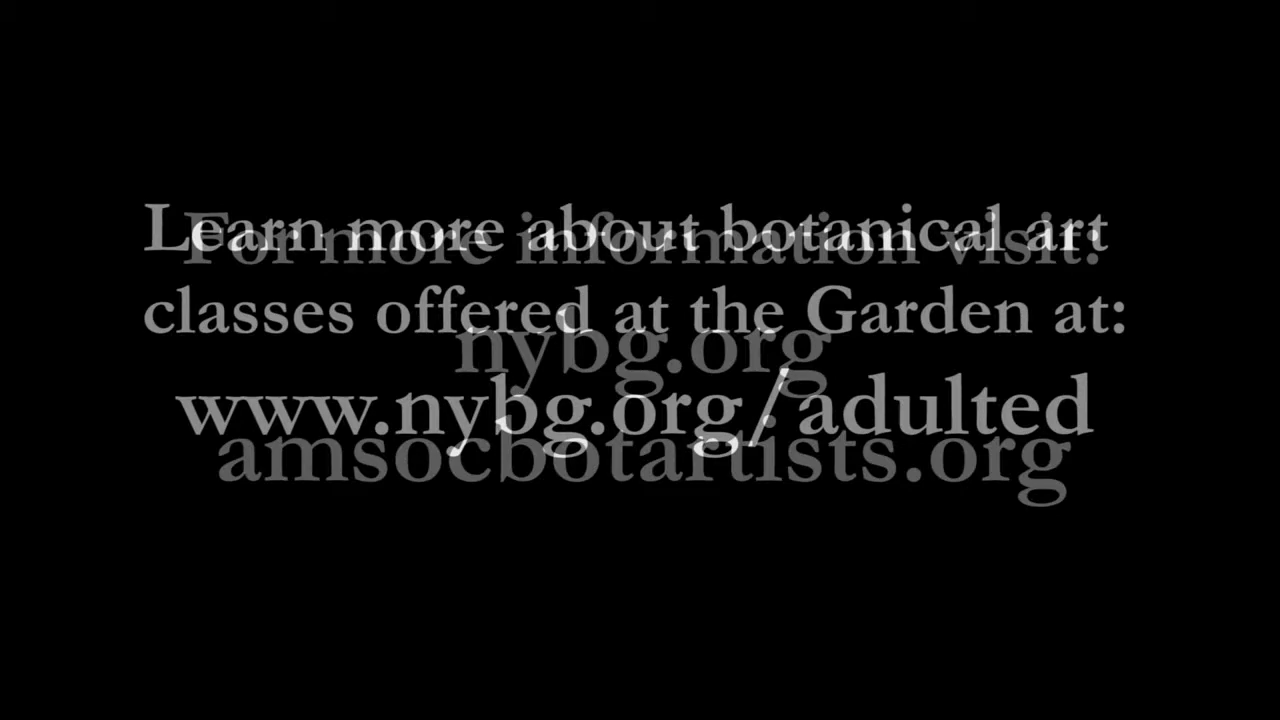 Learn more about botanical art
classes offered at the Garden at:
www.nybg.org/adulted
For more information visit:
nybg.org
amsocbotartists.org